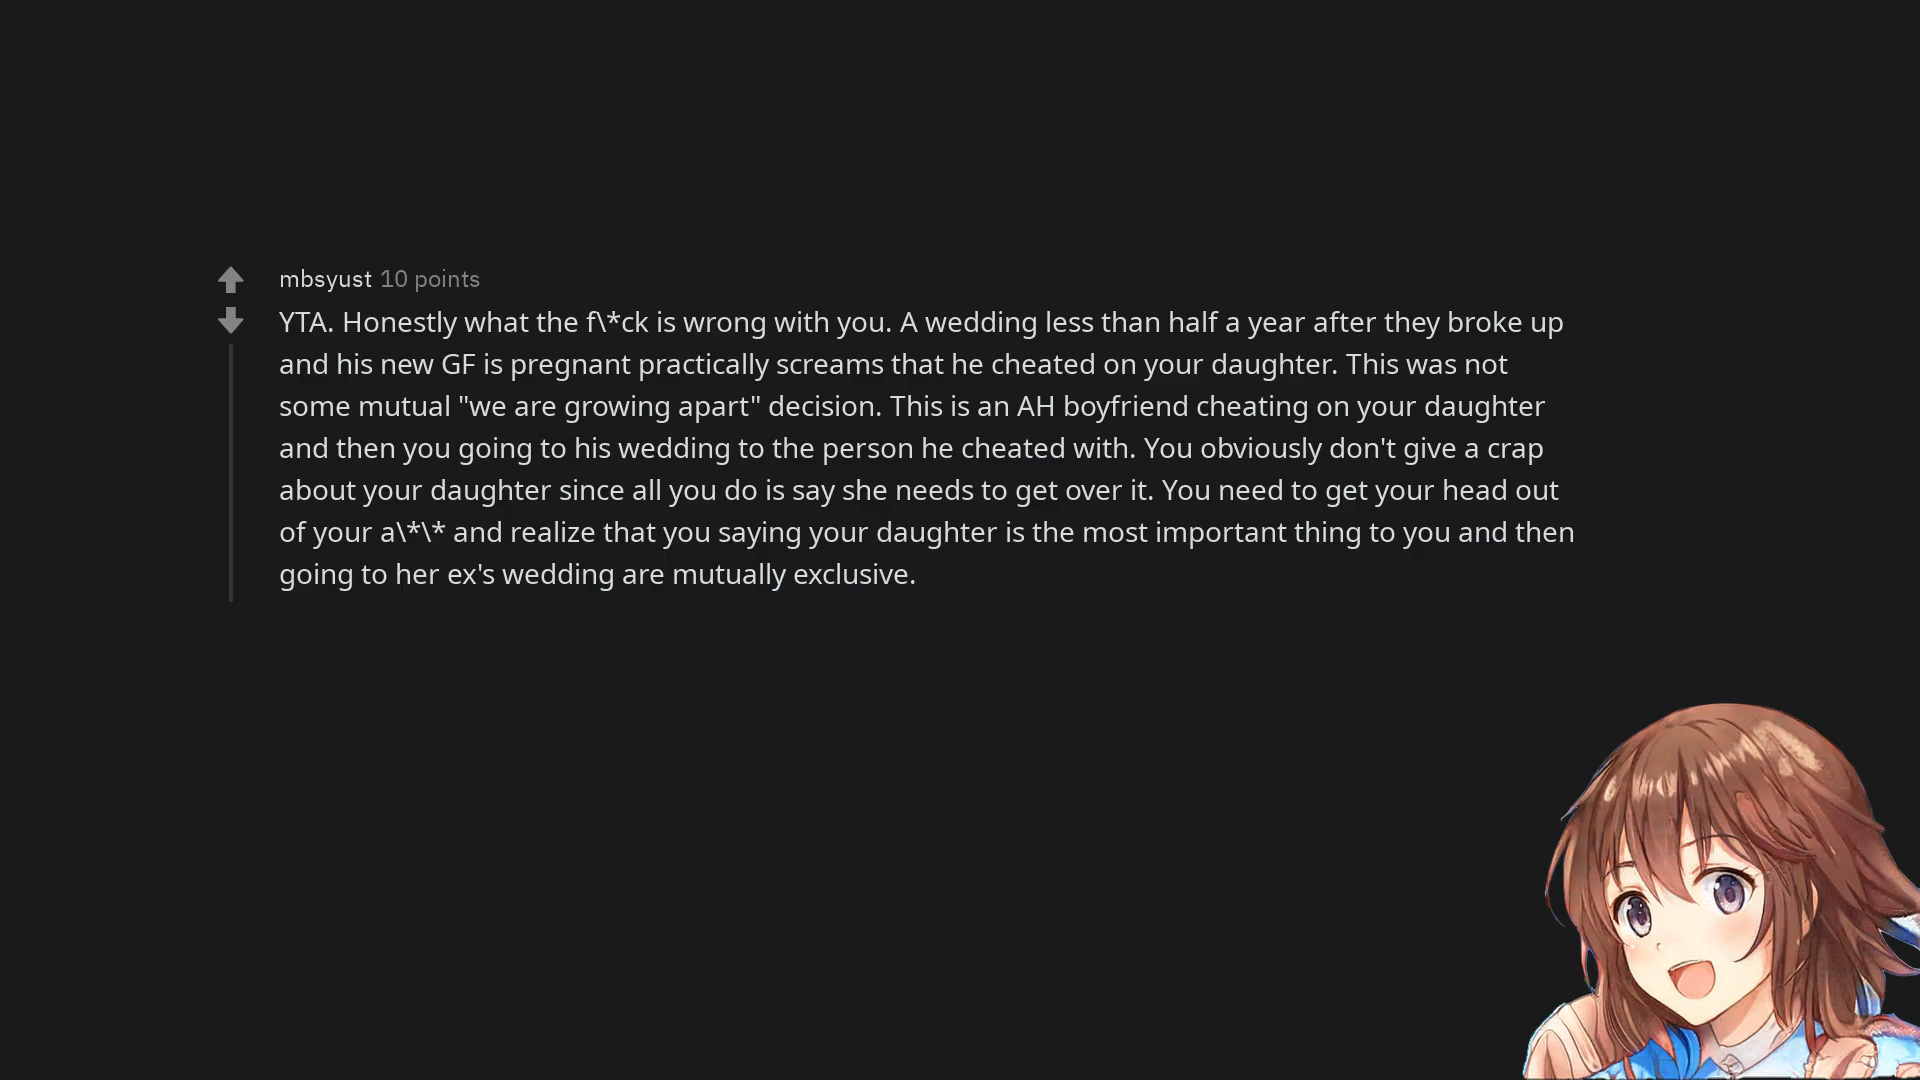 mbsyust 10 points
YTA. Honestly what the f\*ck is wrong with you. A wedding less than half a year after they broke up
and his new GF is pregnant practically screams that he cheated on your daughter. This was not
some mutual "we are growing apart" decision. This is an AH boyfriend cheating on your daughter
and then you going to his wedding to the person he cheated with. You obviously don't give a crap
about your daughter since all you do is say she needs to get over it. You need to get your head out
of your a\*\* and realize that you saying your daughter is the most important thing to you and then
going to her ex's wedding are mutually exclusive.